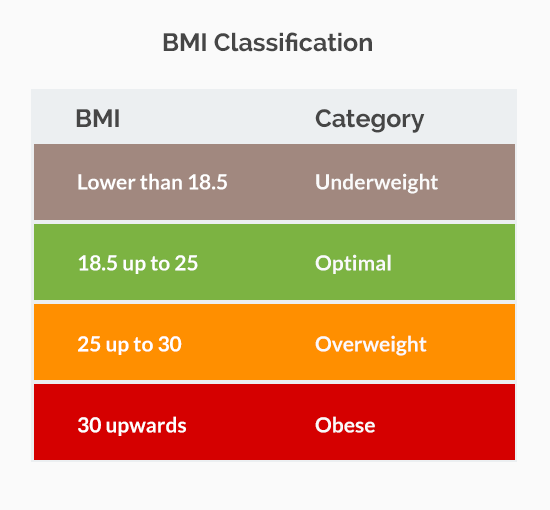 BMI Classification
BMI Category
Lower than 18.5 Underweight
18.5 up to 25 Optimal
25 up to 30 Overweight
30 upwards Obese